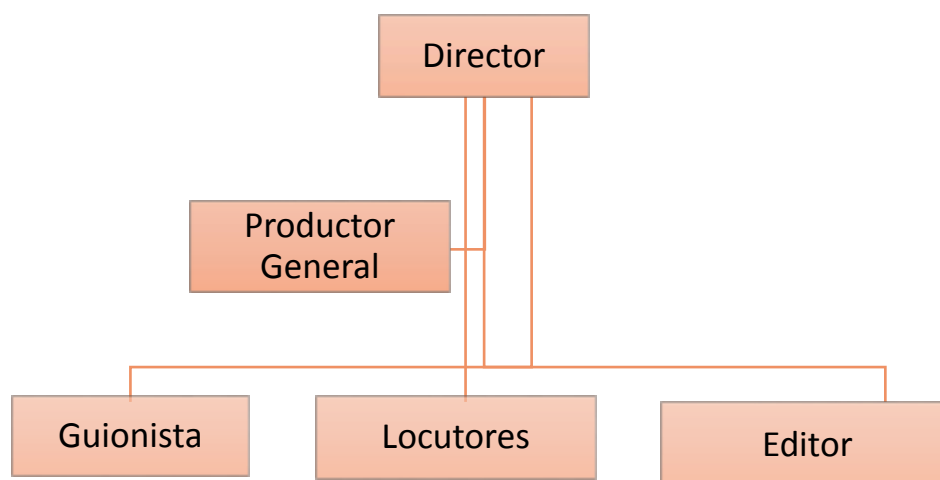 Director
Productor
General
Guionista
Locutores
Editor